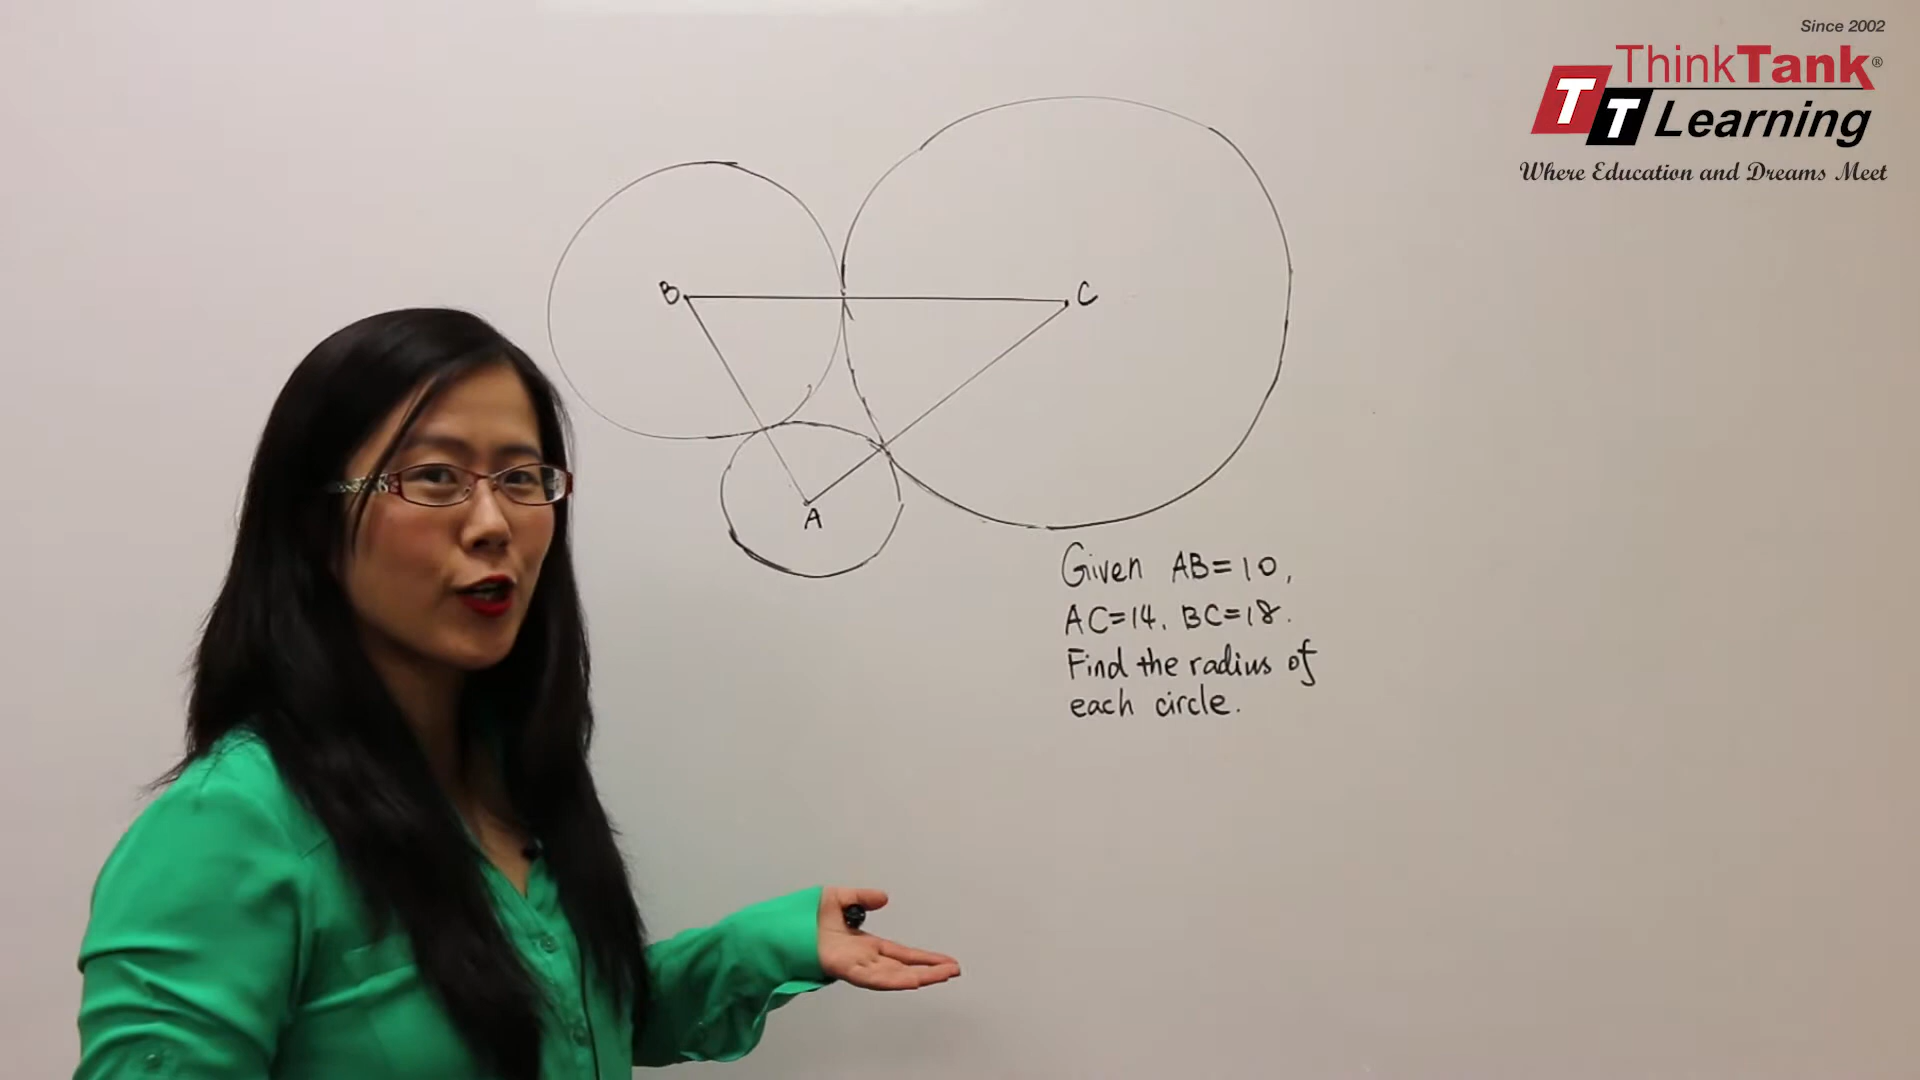 Since 2002
ThinkTank®
TT Learning
Where Education and Dreams Meet
B
C
A
Given AB=10,
AC=14. BC=18.
Find the radius of
each circle.